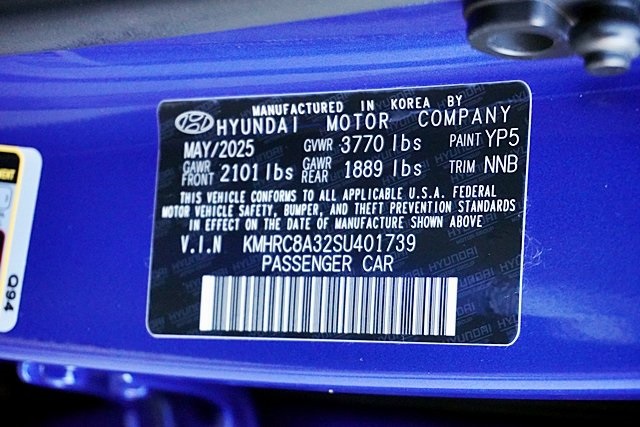 MANUFACTURED IN KOREA BY
HYUNDAI MOTOR COMPANY
MAY/2025 GVWR 3770 lbs PAINT YP5
GAWR FRONT 2101 lbs GAWR REAR 1889 lbs TRIM NNB
THIS VEHICLE CONFORMS TO ALL APPLICABLE U.S.A. FEDERAL
MOTOR VEHICLE SAFETY, BUMPER, AND THEFT PREVENTION STANDARDS
IN EFFECT ON THE DATE OF MANUFACTURE SHOWN ABOVE
V.I.N KMHRC8A32SU401739
PASSENGER CAR
Q94